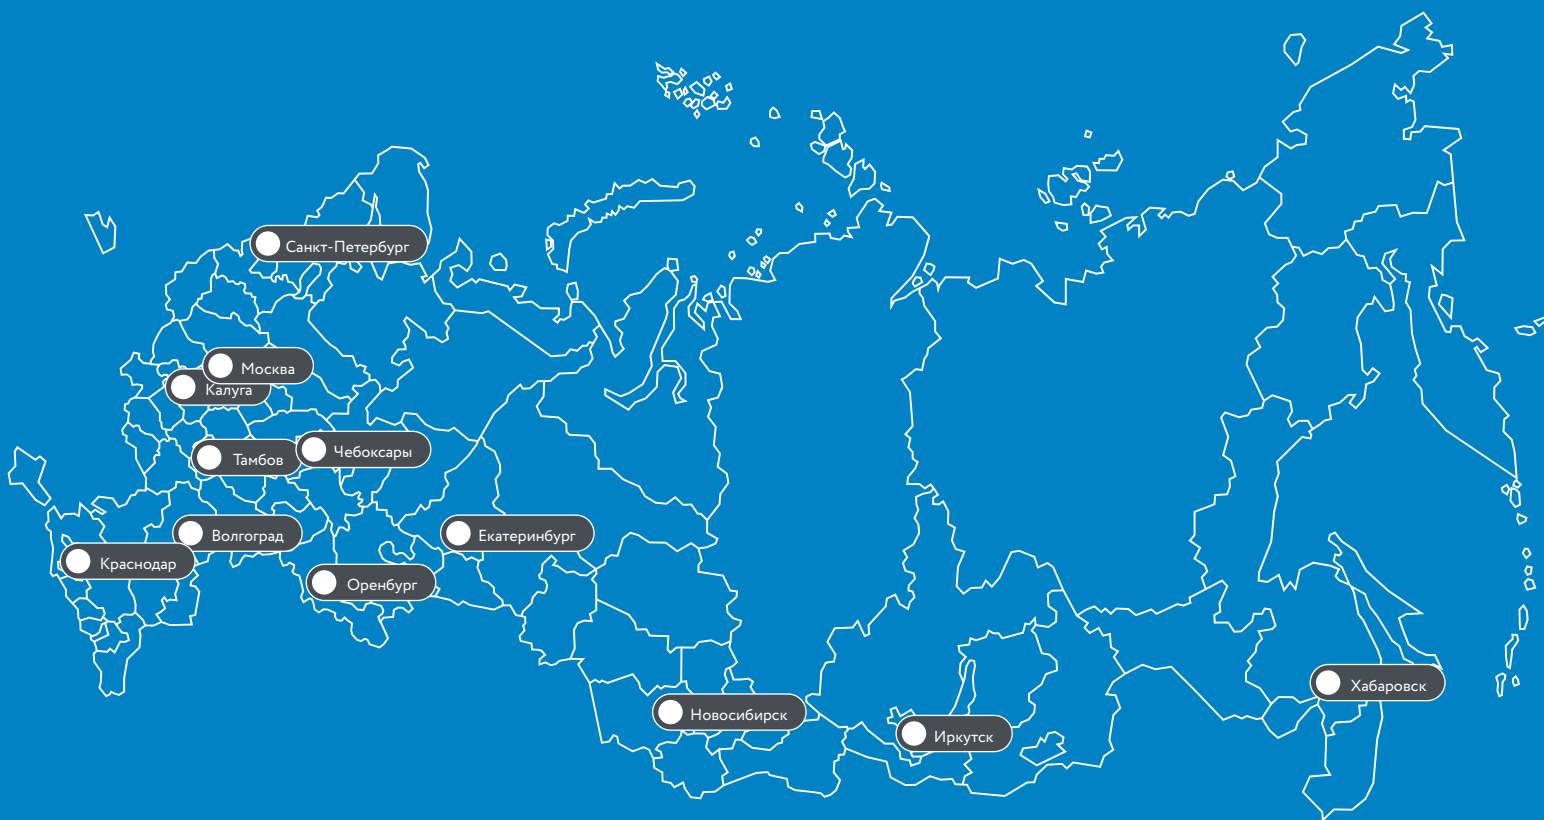 Санкт-Петербург
Москва
Калуга
Чебоксары
Тамбов
Волгоград
Екатеринбург
Краснодар
Оренбург
Хабаровск
Новосибирск
Иркутск